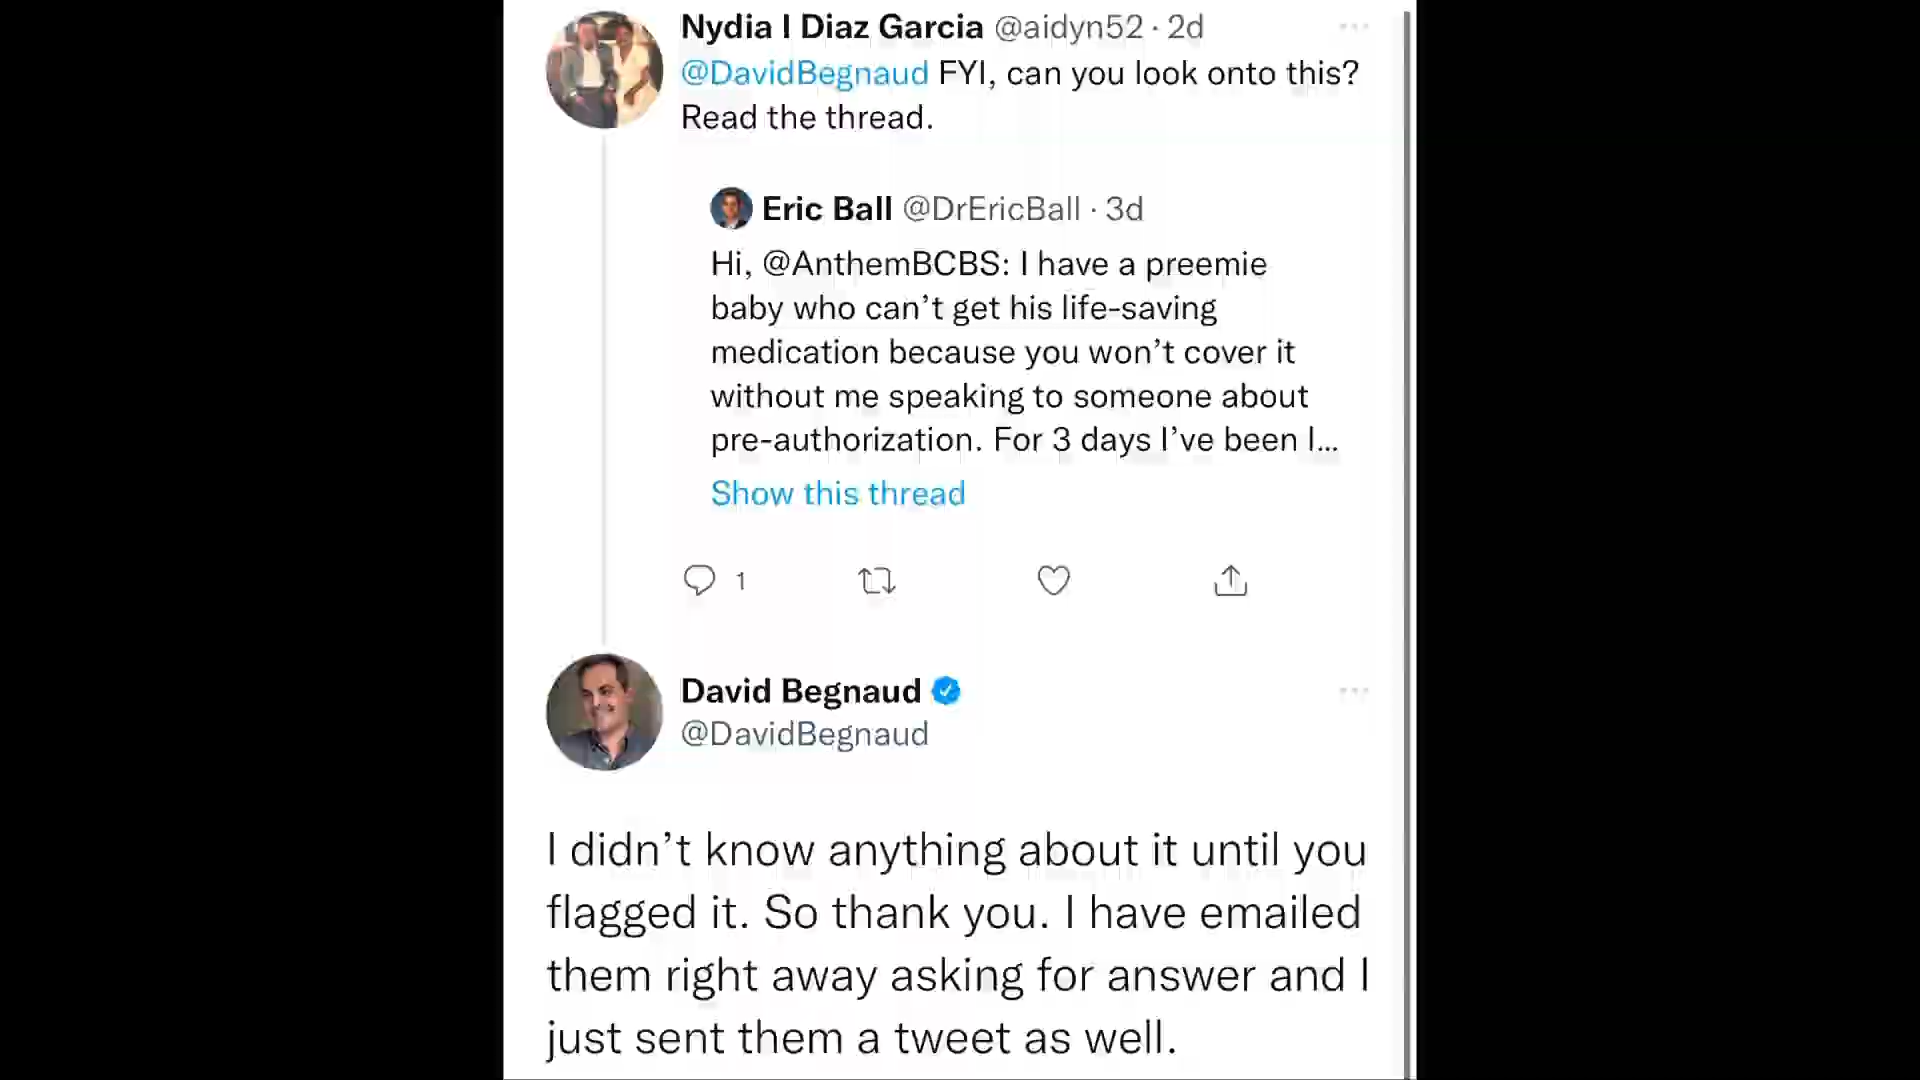 Nydia I Diaz Garcia @aidyn52 · 2d
@DavidBegnaud FYI, can you look onto this?
Read the thread.
Eric Ball @DrEricBall · 3d
Hi, @AnthemBCBS: I have a preemie
baby who can’t get his life-saving
medication because you won’t cover it
without me speaking to someone about
pre-authorization. For 3 days I’ve been l...
Show this thread
1
David Begnaud
@DavidBegnaud
I didn’t know anything about it until you
flagged it. So thank you. I have emailed
them right away asking for answer and I
just sent them a tweet as well.